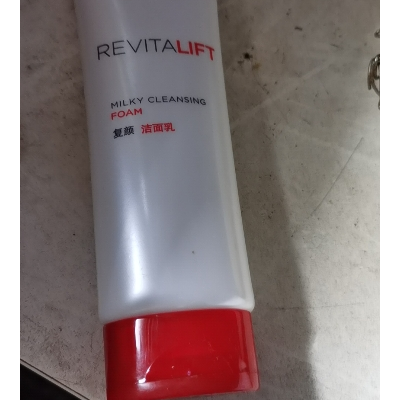 REVITALIFT
MILKY CLEANSING
FOAM
复颜 洁面乳